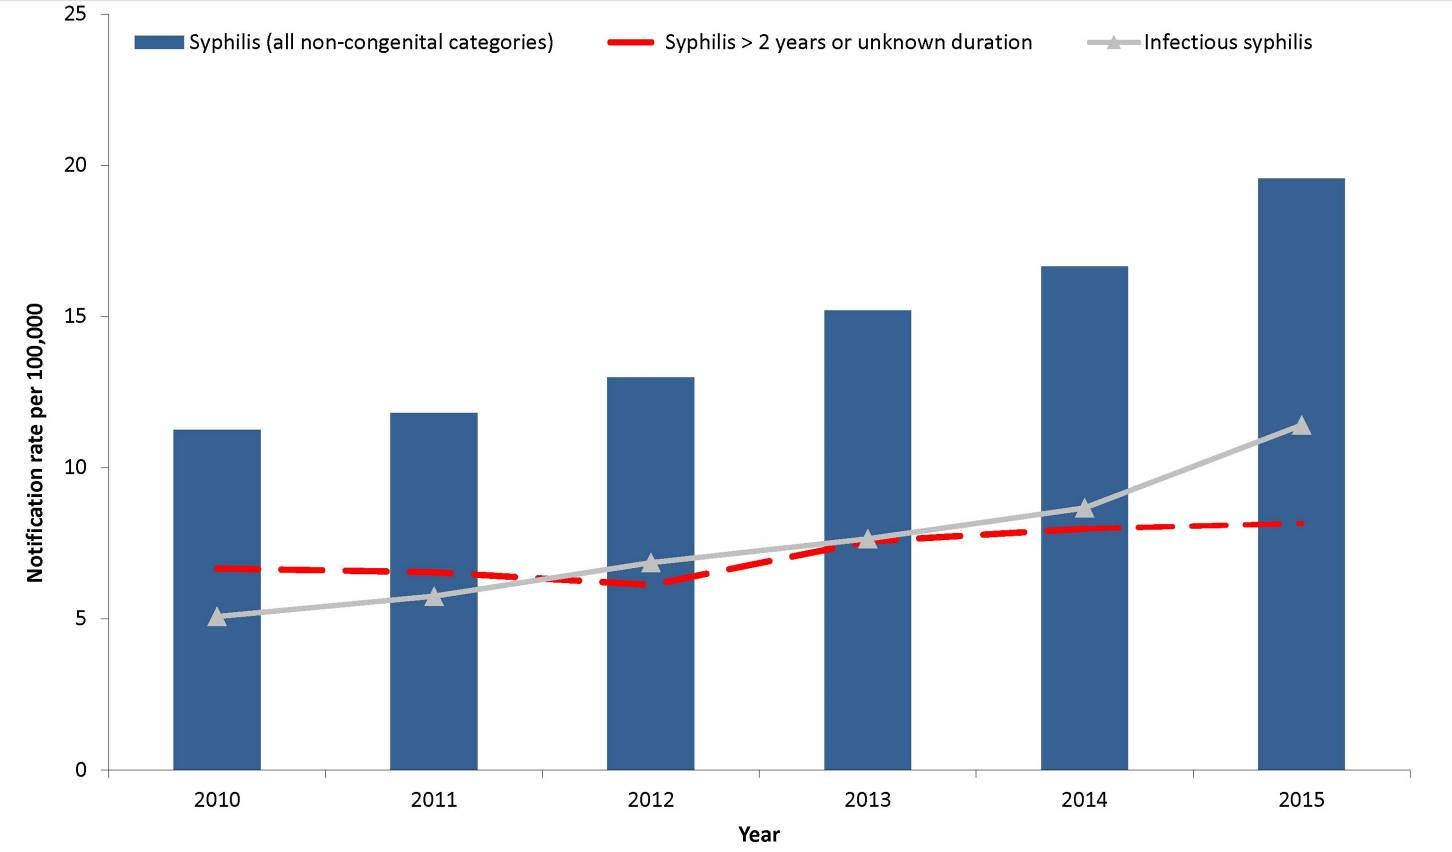 25
Syphilis (all non-congenital categories)
Syphilis > 2 years or unknown duration
Infectious syphilis
20
15
10
5
0
Notification rate per 100,000
2010
2011
2012
2013
2014
2015
Year